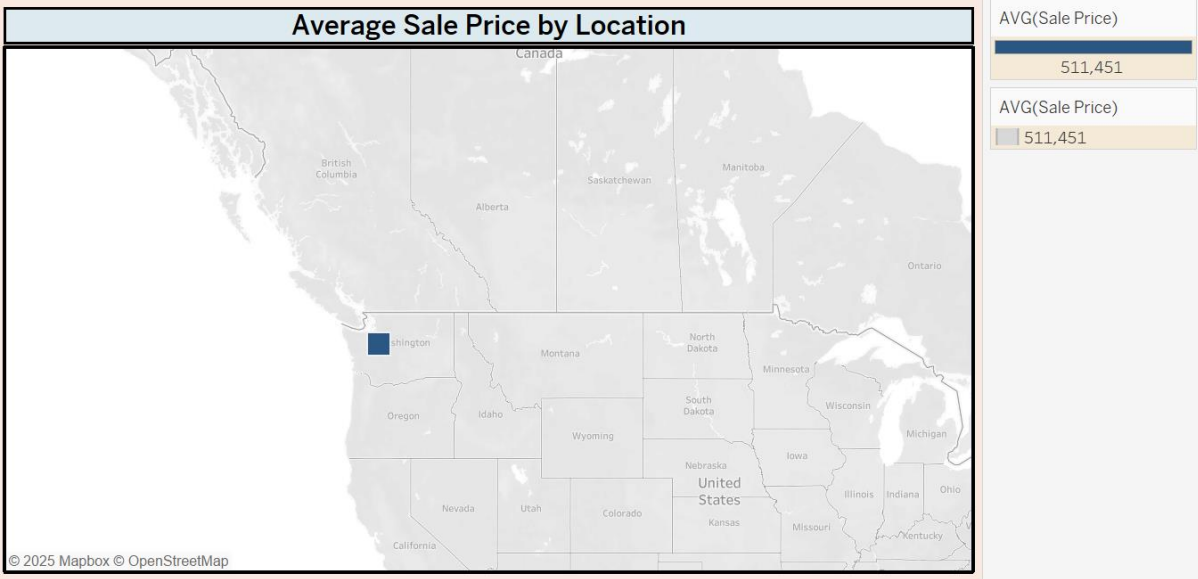 Average Sale Price by Location
AVG(Sale Price)
511,451
AVG(Sale Price)
511,451
Canada
British
Columbia
Alberta
Saskatchewan
Manitoba
Ontario
shington
Montana
North
Dakota
Minnesota
Oregon
Idaho
South
Dakota
Wisconsin
Michigan
Wyoming
Iowa
Nebraska
United
States
Nevada
Utah
Colorado
Kansas
Illinois
Indiana
Ohio
Missouri
Kentucky
California
© 2025 Mapbox © OpenStreetMap